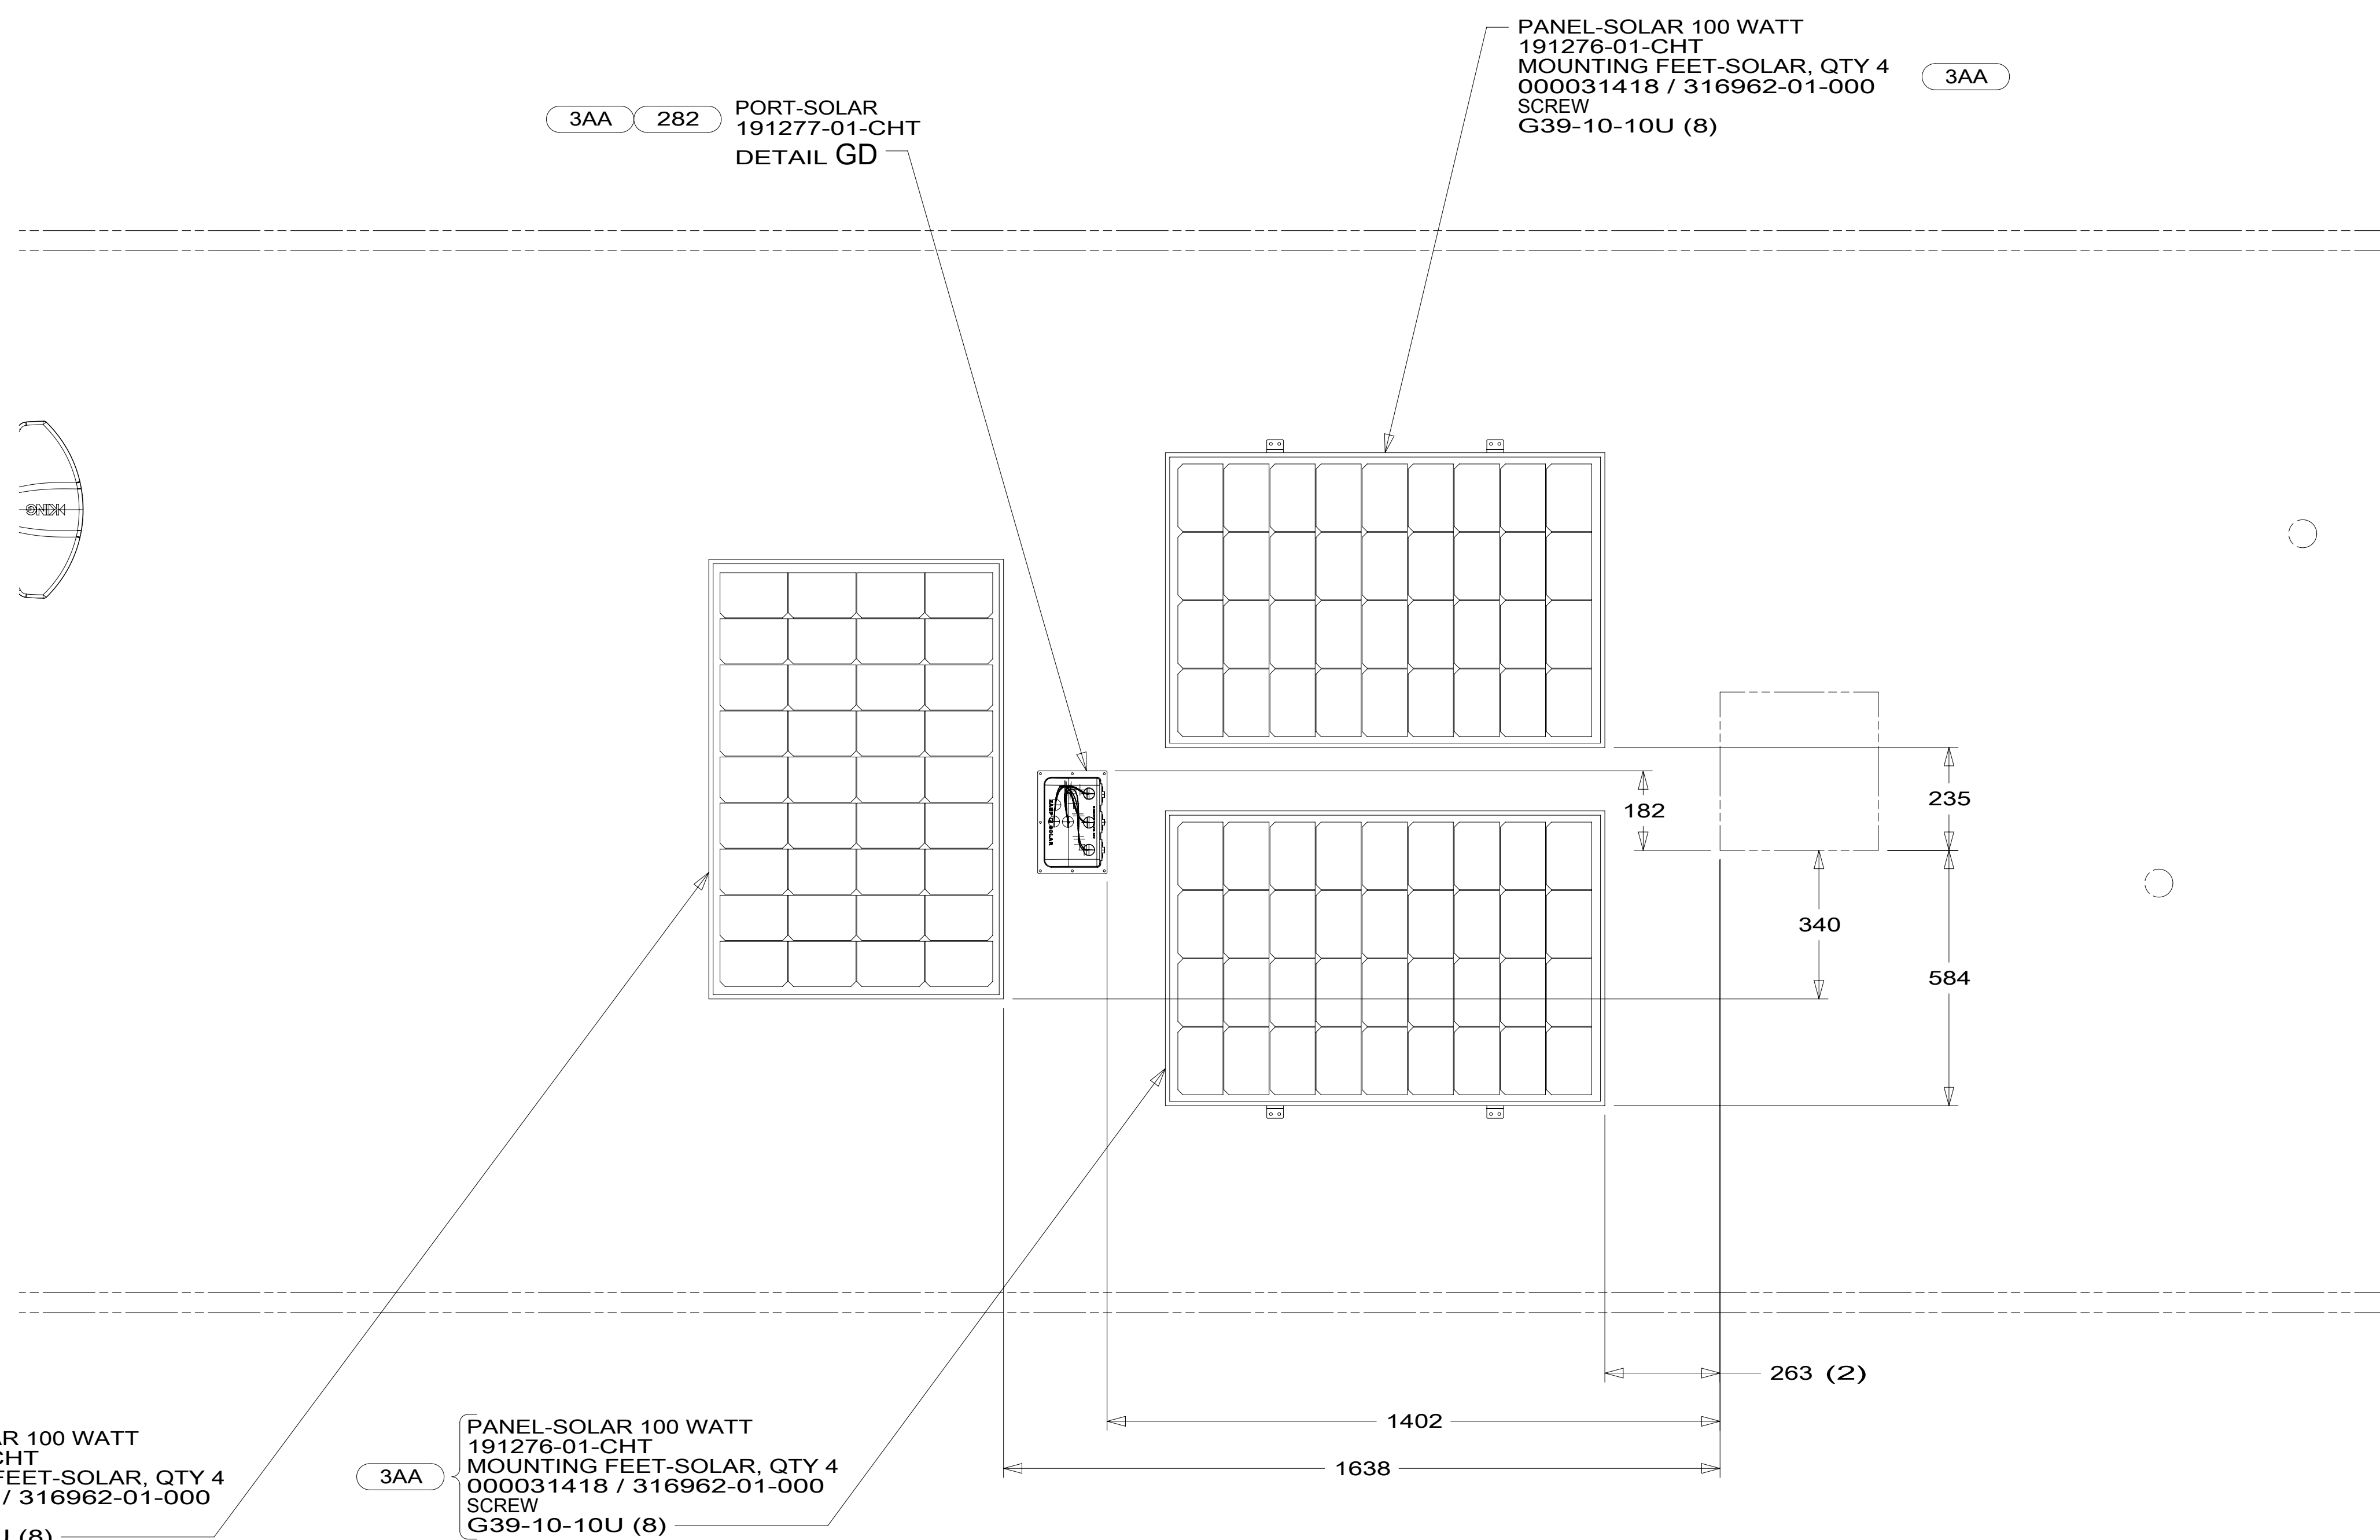 PANEL-SOLAR 100 WATT
191276-01-CHT
MOUNTING FEET-SOLAR, QTY 4
000031418 / 316962-01-000
SCREW
G39-10-10U (8)
3AA
3AA
282
PORT-SOLAR
191277-01-CHT
DETAIL GD
KING
182
235
340
584
263 (2)
1402
1638
AR 100 WATT
CHT
FEET-SOLAR, QTY 4
/ 316962-01-000
U (8)
3AA
PANEL-SOLAR 100 WATT
191276-01-CHT
MOUNTING FEET-SOLAR, QTY 4
000031418 / 316962-01-000
SCREW
G39-10-10U (8)